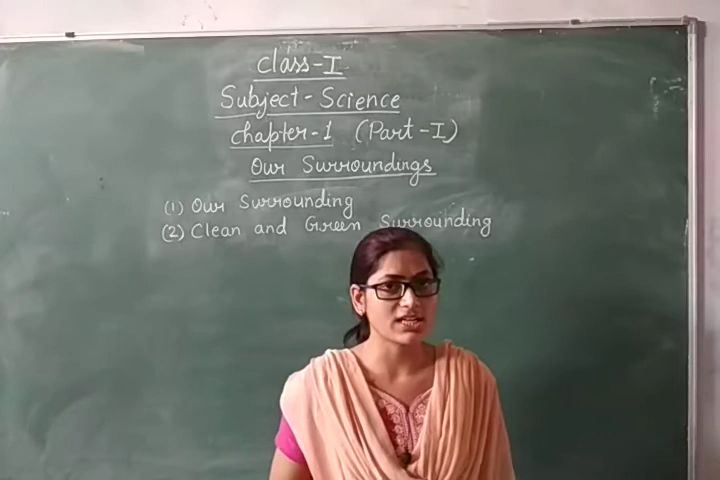 Class-I
Subject-Science
chapter-1 (Part-I)
Our Surroundings
(1) Our Surrounding
(2) Clean and Green Surrounding